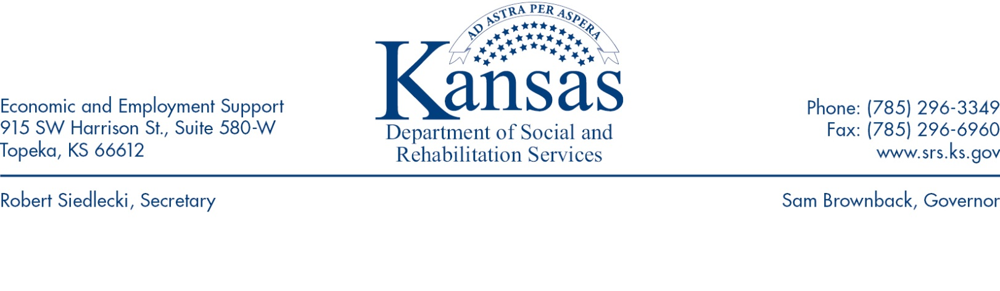 AD ASTRA PER ASPERA
Kansas
Department of Social and
Rehabilitation Services
Economic and Employment Support
915 SW Harrison St., Suite 580-W
Topeka, KS 66612
Phone: (785) 296-3349
Fax: (785) 296-6960
www.srs.ks.gov
Robert Siedlecki, Secretary
Sam Brownback, Governor